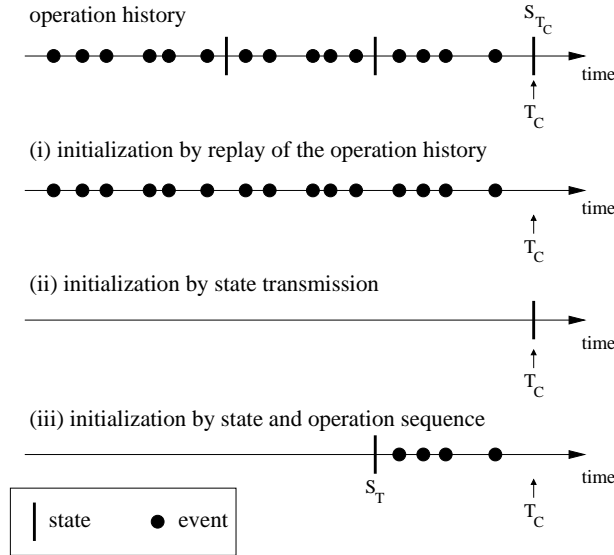 operation history
S_{T_C}
time
T_C
(i) initialization by replay of the operation history
time
T_C
(ii) initialization by state transmission
time
T_C
(iii) initialization by state and operation sequence
time
S_T
T_C
state
event